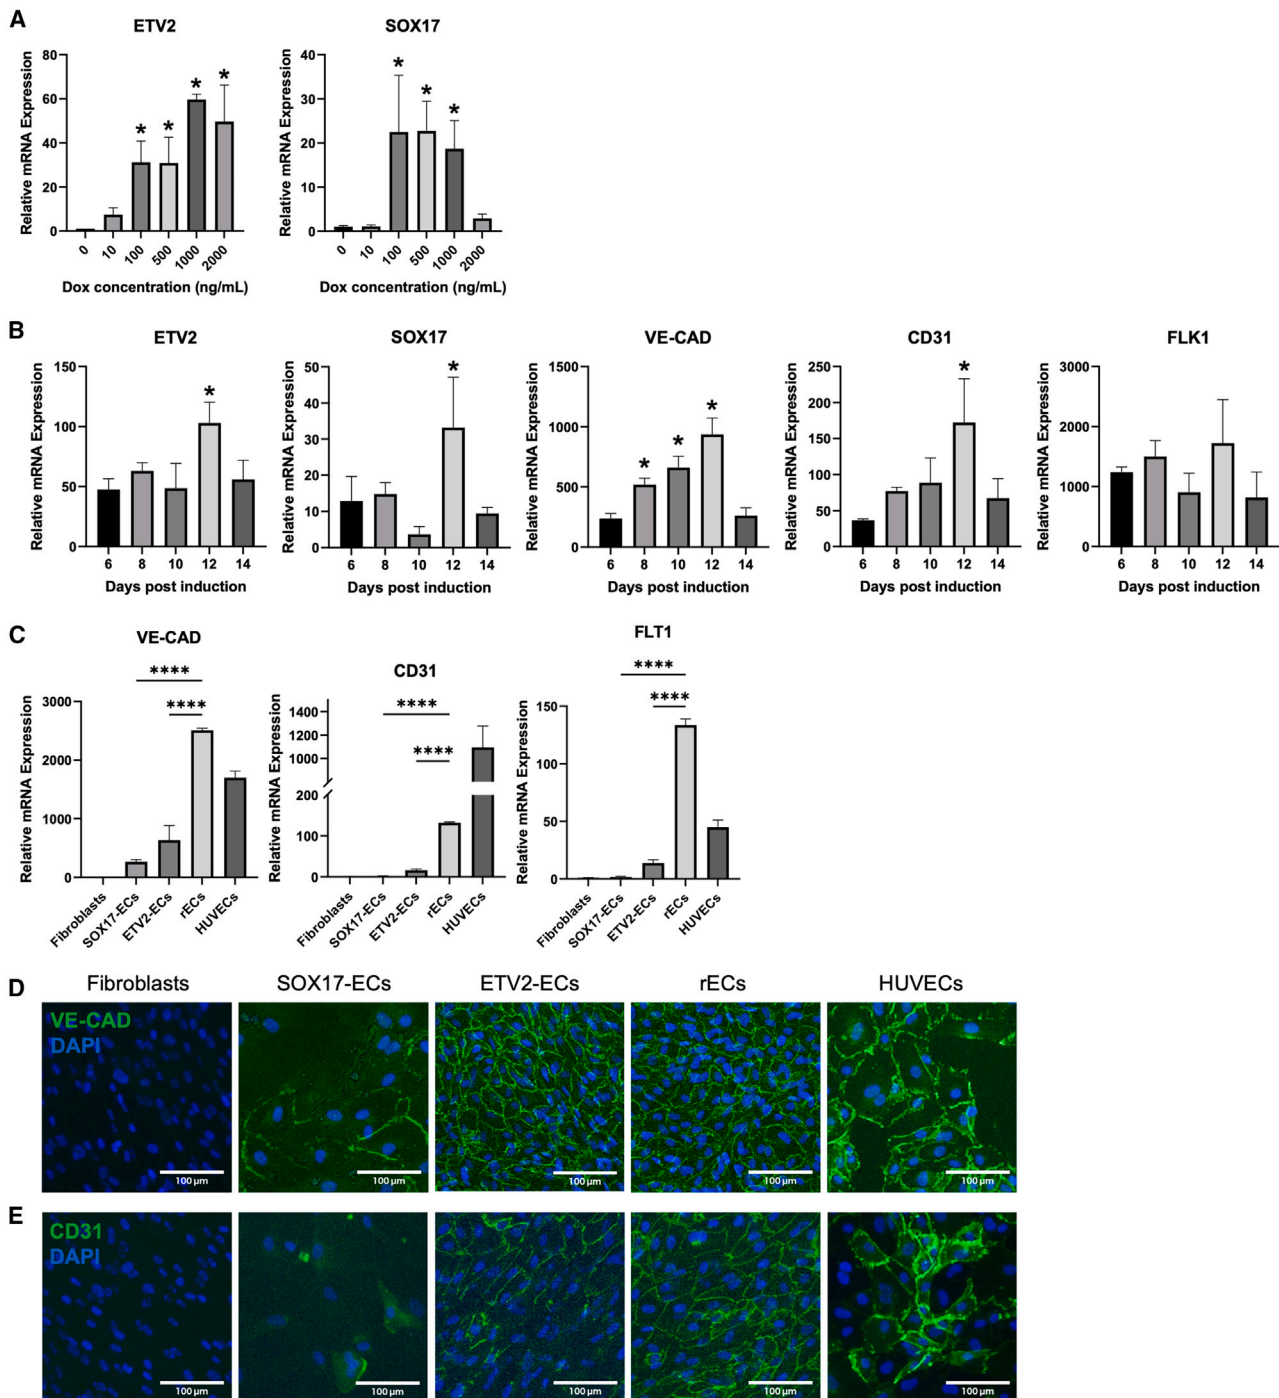 A
ETV2
SOX17
Relative mRNA Expression
80
60
40
20
0
*
*
*
*
0
10
100
500
1000
2000
Dox concentration (ng/mL)
Relative mRNA Expression
40
30
20
10
0
*
*
*
0
10
100
500
1000
2000
Dox concentration (ng/mL)
B
ETV2
Relative mRNA Expression
150
100
50
0
*
6 8 10 12 14
Days post induction
SOX17
Relative mRNA Expression
50
40
30
20
10
0
*
6 8 10 12 14
Days post induction
VE-CAD
Relative mRNA Expression
1500
1000
500
0
*
*
*
6 8 10 12 14
Days post induction
CD31
Relative mRNA Expression
250
200
150
100
50
0
*
6 8 10 12 14
Days post induction
FLK1
Relative mRNA Expression
3000
2000
1000
0
6 8 10 12 14
Days post induction
C
VE-CAD
Relative mRNA Expression
3000
2000
1000
0
****
****
Fibroblasts
SOX17-ECs
ETV2-ECs
rECs
HUVECs
CD31
Relative mRNA Expression
1400
1200
1000
200
100
0
****
****
Fibroblasts
SOX17-ECs
ETV2-ECs
rECs
HUVECs
FLT1
Relative mRNA Expression
150
100
50
0
****
****
Fibroblasts
SOX17-ECs
ETV2-ECs
rECs
HUVECs
D
Fibroblasts
SOX17-ECs
ETV2-ECs
rECs
HUVECs
VE-CAD
DAPI
100 µm
100 µm
100 µm
100 µm
100 µm
E
CD31
DAPI
100 µm
100 µm
100 µm
100 µm
100 µm